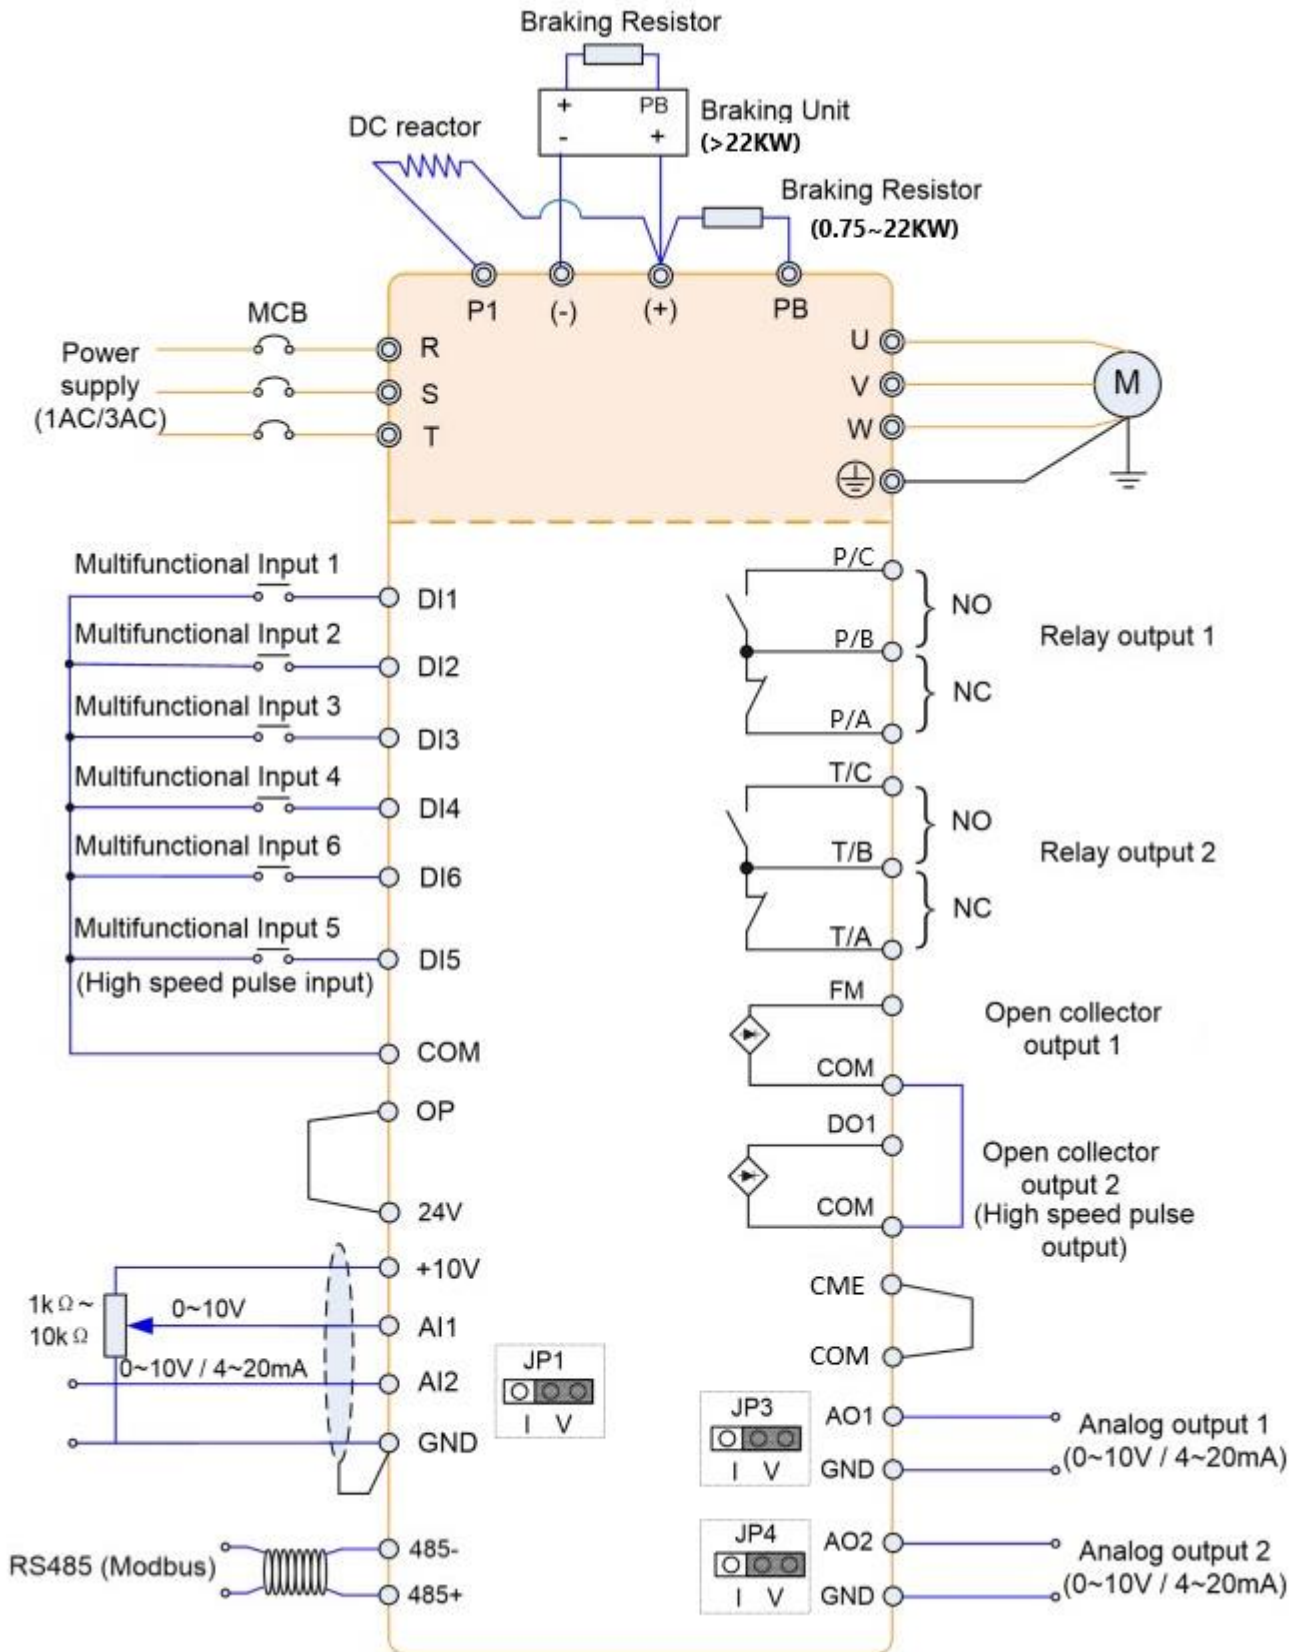 Braking Resistor
+ PB
- +
Braking Unit
(>22KW)
DC reactor
Braking Resistor
(0.75~22KW)
P1 (-) (+) PB
MCB
Power
supply
(1AC/3AC)
R
S
T
U
V
W
M
Multifunctional Input 1
DI1
Multifunctional Input 2
DI2
Multifunctional Input 3
DI3
Multifunctional Input 4
DI4
Multifunctional Input 6
DI6
Multifunctional Input 5
(High speed pulse input)
DI5
COM
OP
24V
+10V
1kΩ~
10kΩ
0~10V
AI1
0~10V / 4~20mA
AI2
GND
JP1
I V
RS485 (Modbus)
485-
485+
P/C
NO
P/B
Relay output 1
NC
P/A
T/C
NO
T/B
Relay output 2
NC
T/A
FM
Open collector
output 1
COM
DO1
Open collector
output 2
(High speed pulse
output)
COM
CME
COM
JP3
I V
AO1
GND
Analog output 1
(0~10V / 4~20mA)
JP4
I V
AO2
GND
Analog output 2
(0~10V / 4~20mA)